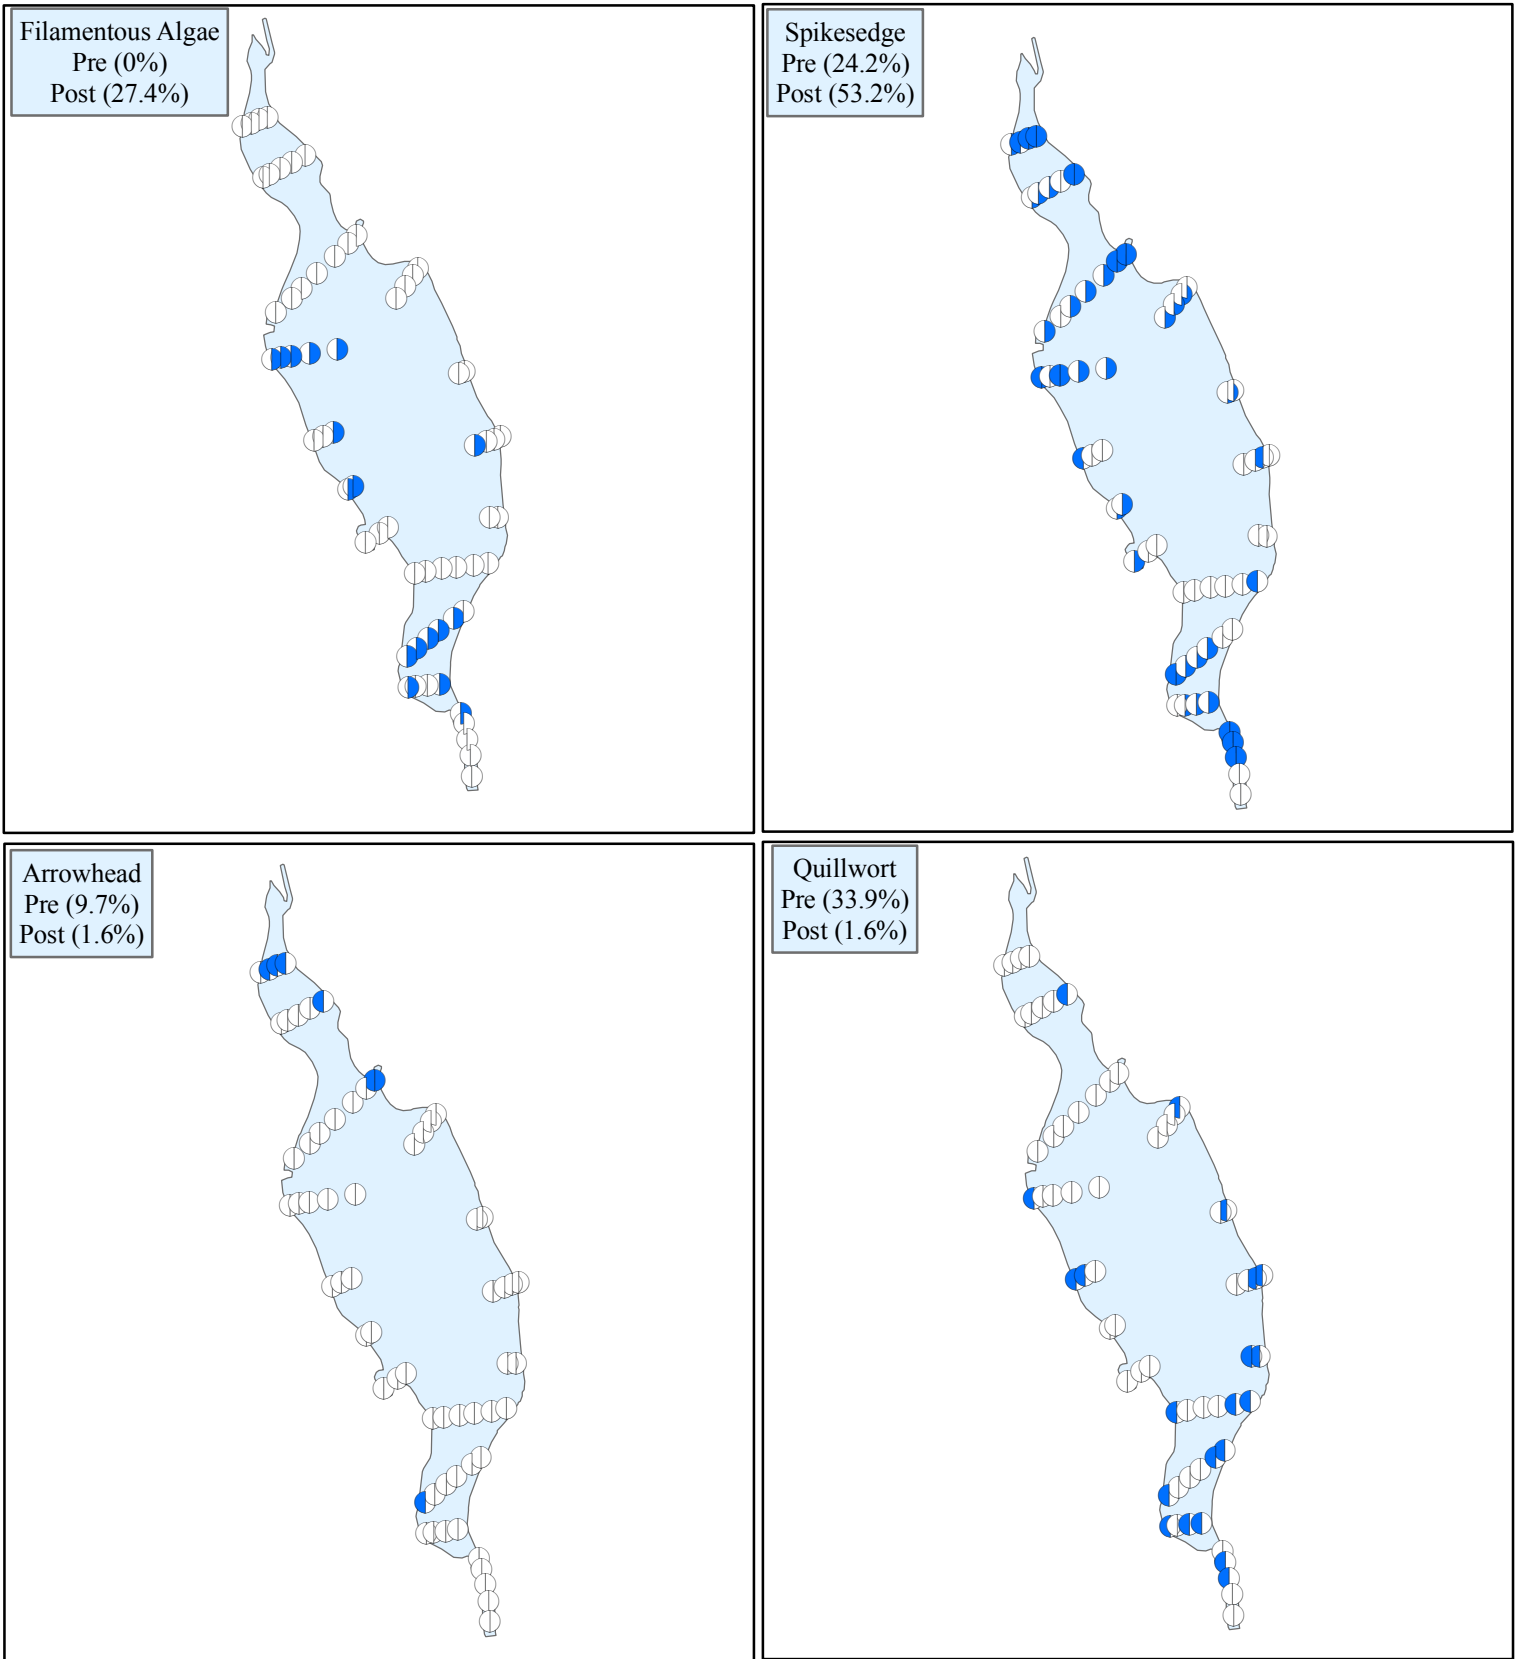 Filamentous Algae
Pre (0%)
Post (27.4%)
Spikesedge
Pre (24.2%)
Post (53.2%)
Arrowhead
Pre (9.7%)
Post (1.6%)
Quillwort
Pre (33.9%)
Post (1.6%)